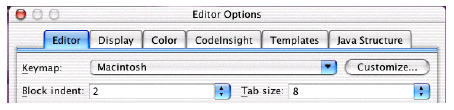 Editor Options
Editor Display Color CodeInsight Templates Java Structure
Keymap: Macintosh Customize...
Block indent: 2 Tab size: 8